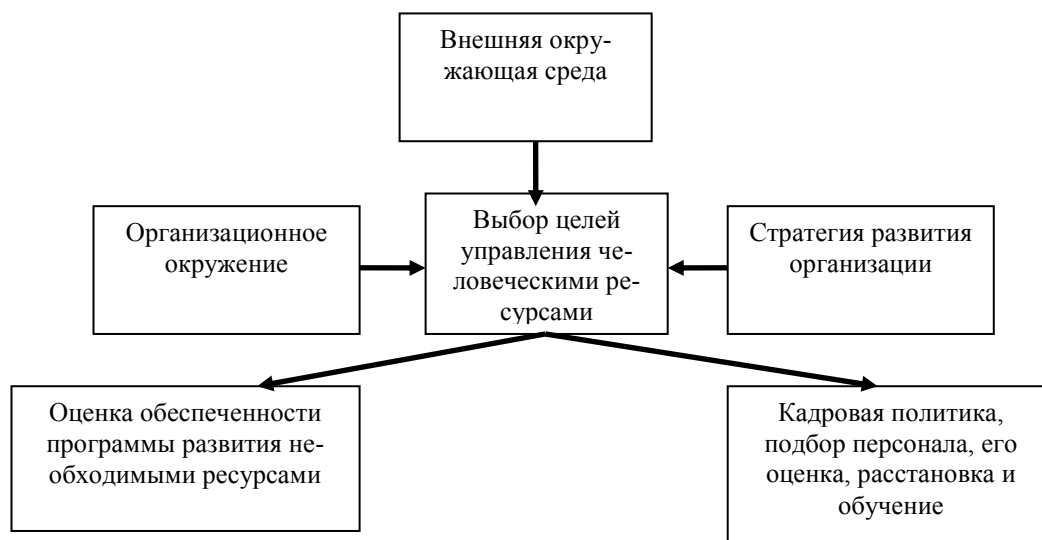 Внешняя окру-
жающая среда
Организационное
окружение
Выбор целей
управления че-
ловеческими ре-
сурсами
Стратегия развития
организации
Оценка обеспеченности
программы развития не-
обходимыми ресурсами
Кадровая политика,
подбор персонала, его
оценка, расстановка и
обучение